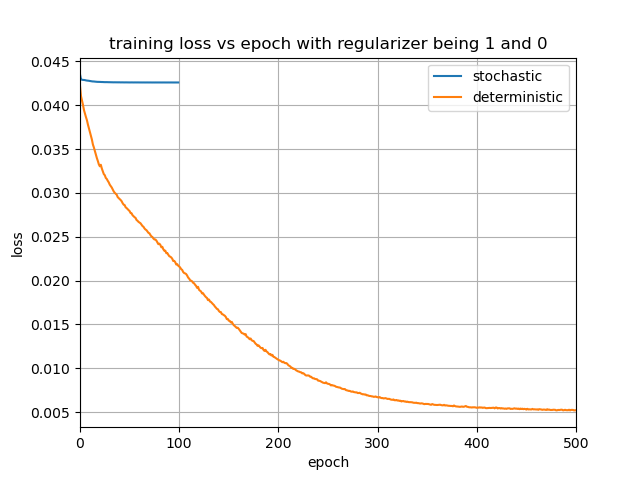 training loss vs epoch with regularizer being 1 and 0
0.045
0.040
0.035
0.030
0.025
0.020
0.015
0.010
0.005
loss
stochastic
deterministic
0 100 200 300 400 500
epoch